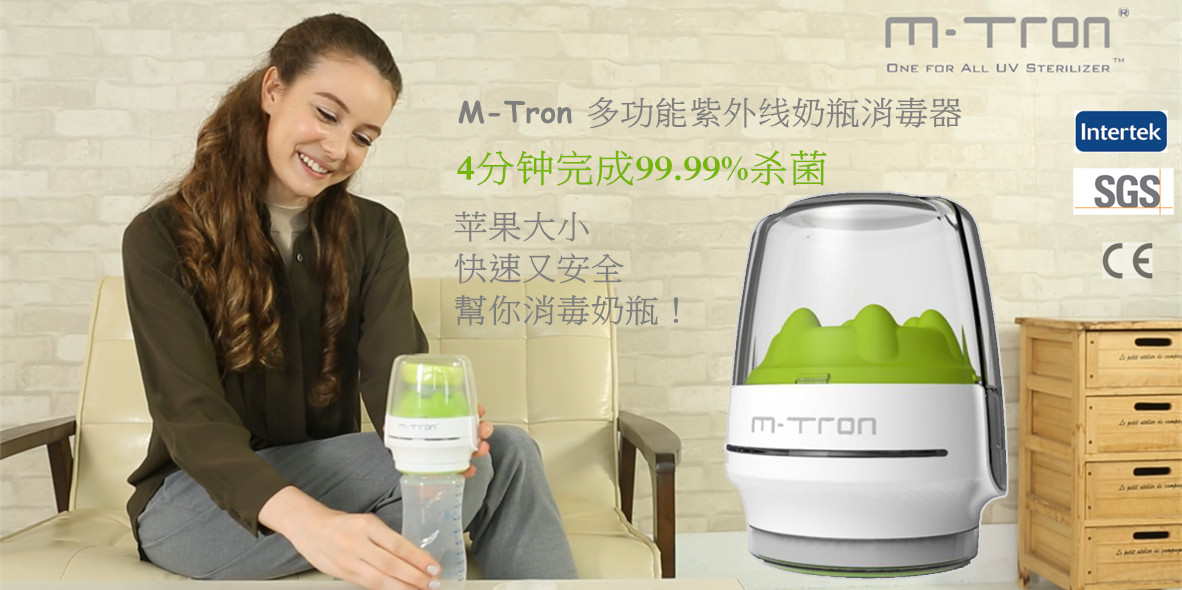 m-Tron®
ONE FOR ALL UV STERILIZER™
M-Tron 多功能紫外线奶瓶消毒器
4分钟完成99.99%杀菌
苹果大小
快速又安全
幫你消毒奶瓶！
Intertek
SGS
CE
m-Tron
m-Tron